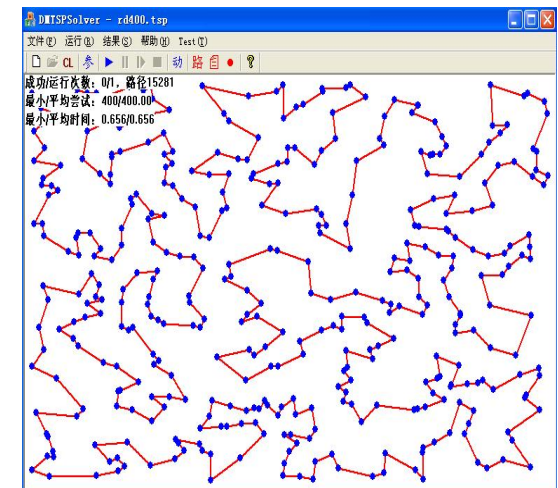 DMTSPSolver - rd400.tsp
文件(F) 运行(R) 结果(S) 帮助(H) Test(T)
CL 参 动 路
成功/运行次数: 0/1, 路径15281
最小/平均尝试: 400/400.00
最小/平均时间: 0.656/0.656